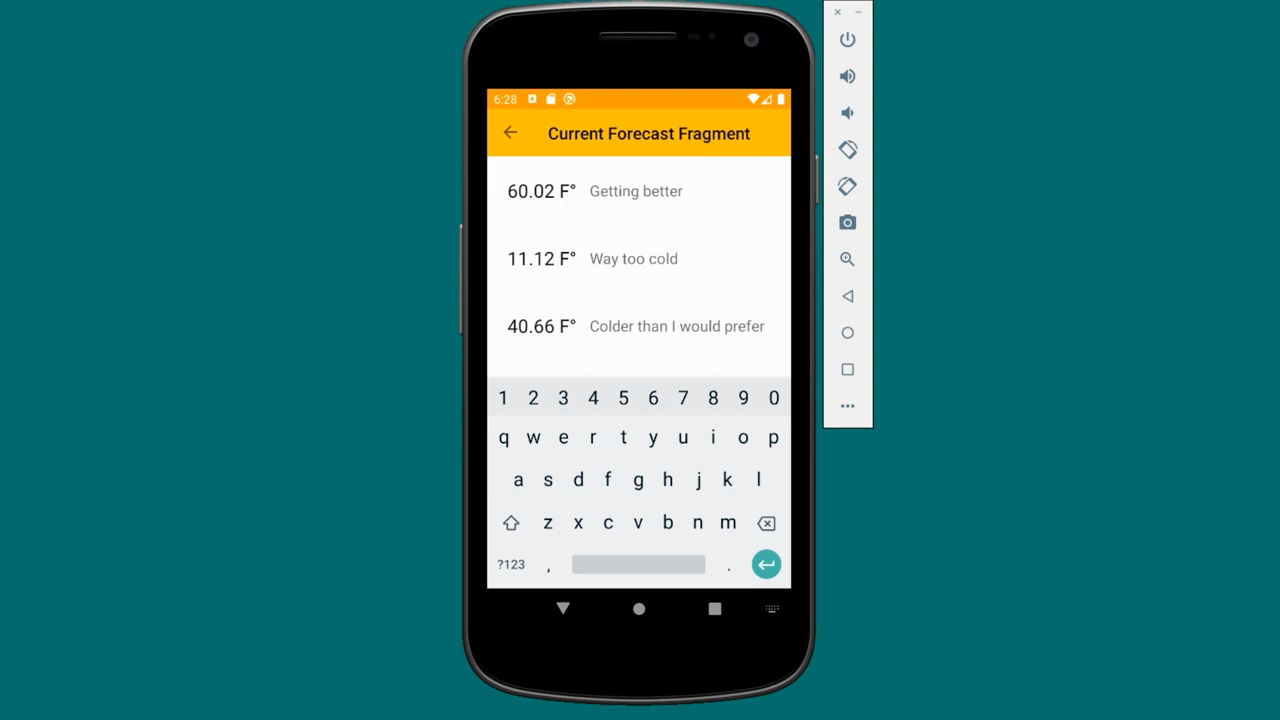 6:28
Current Forecast Fragment
60.02 F° Getting better
11.12 F° Way too cold
40.66 F° Colder than I would prefer
1 2 3 4 5 6 7 8 9 0
q w e r t y u i o p
a s d f g h j k l
z x c v b n m
?123 , .